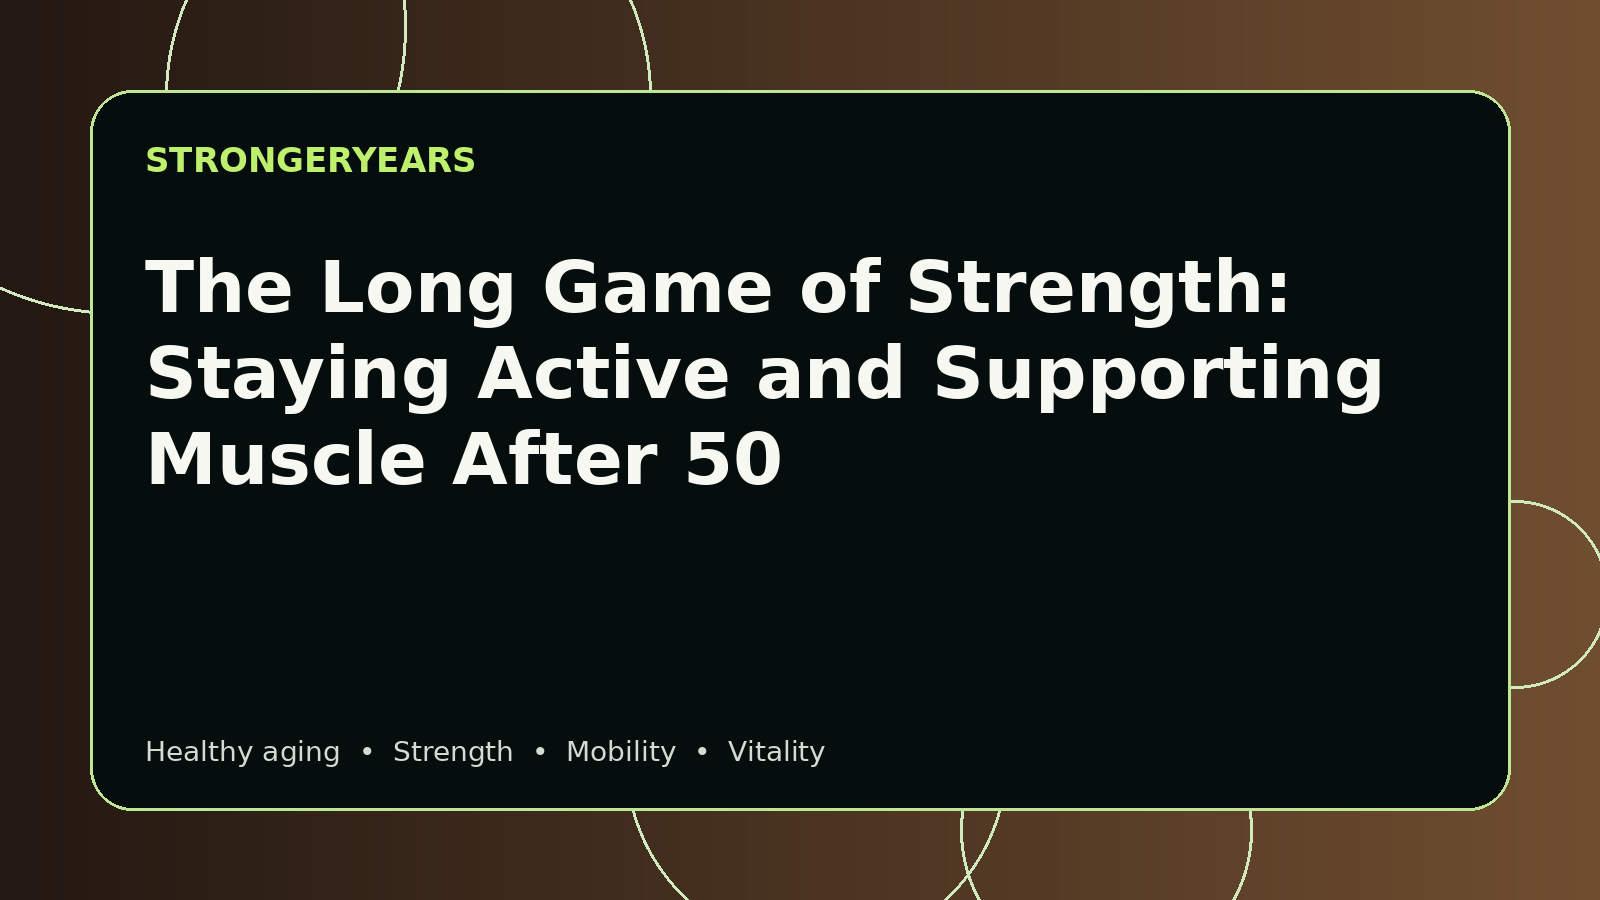 STRONGERYEARS
The Long Game of Strength:
Staying Active and Supporting
Muscle After 50
Healthy aging • Strength • Mobility • Vitality